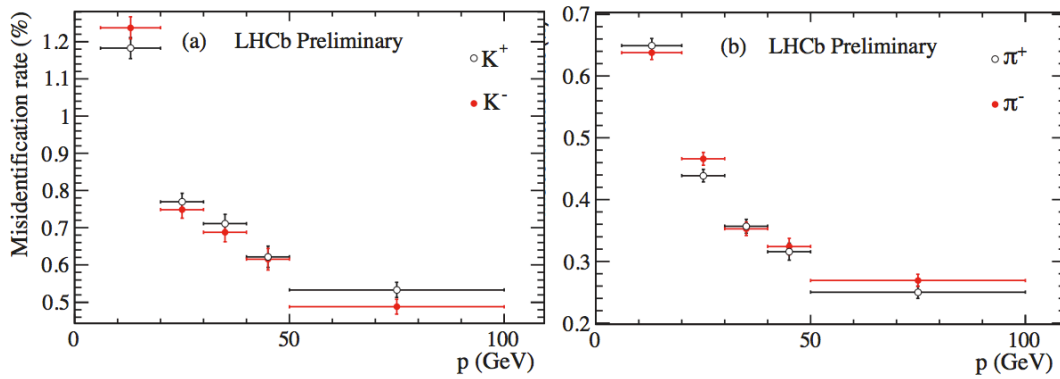 Misidentification rate (%)
(a) LHCb Preliminary
K+
K-
1.2
1.1
1
0.9
0.8
0.7
0.6
0.5
0 50 100
p (GeV)
(b) LHCb Preliminary
π+
π-
0.7
0.6
0.5
0.4
0.3
0.2
0 50 100
p (GeV)